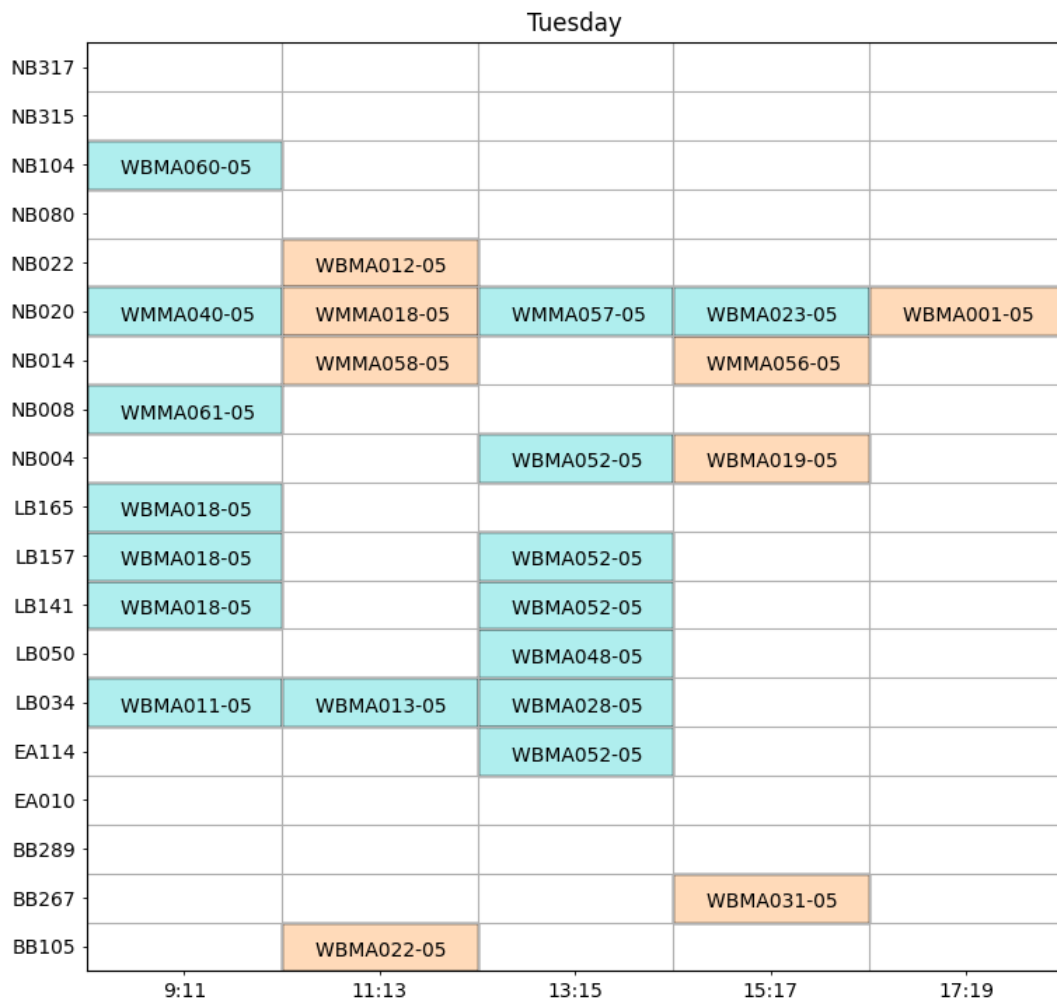 Tuesday
NB317
NB315
NB104 WBMA060-05
NB080
NB022 WBMA012-05
NB020 WMMA040-05 WMMA018-05 WMMA057-05 WBMA023-05 WBMA001-05
NB014 WMMA058-05 WMMA056-05
NB008 WMMA061-05
NB004 WBMA052-05 WBMA019-05
LB165 WBMA018-05
LB157 WBMA018-05 WBMA052-05
LB141 WBMA018-05 WBMA052-05
LB050 WBMA048-05
LB034 WBMA011-05 WBMA013-05 WBMA028-05
EA114 WBMA052-05
EA010
BB289
BB267 WBMA031-05
BB105 WBMA022-05
9:11 11:13 13:15 15:17 17:19